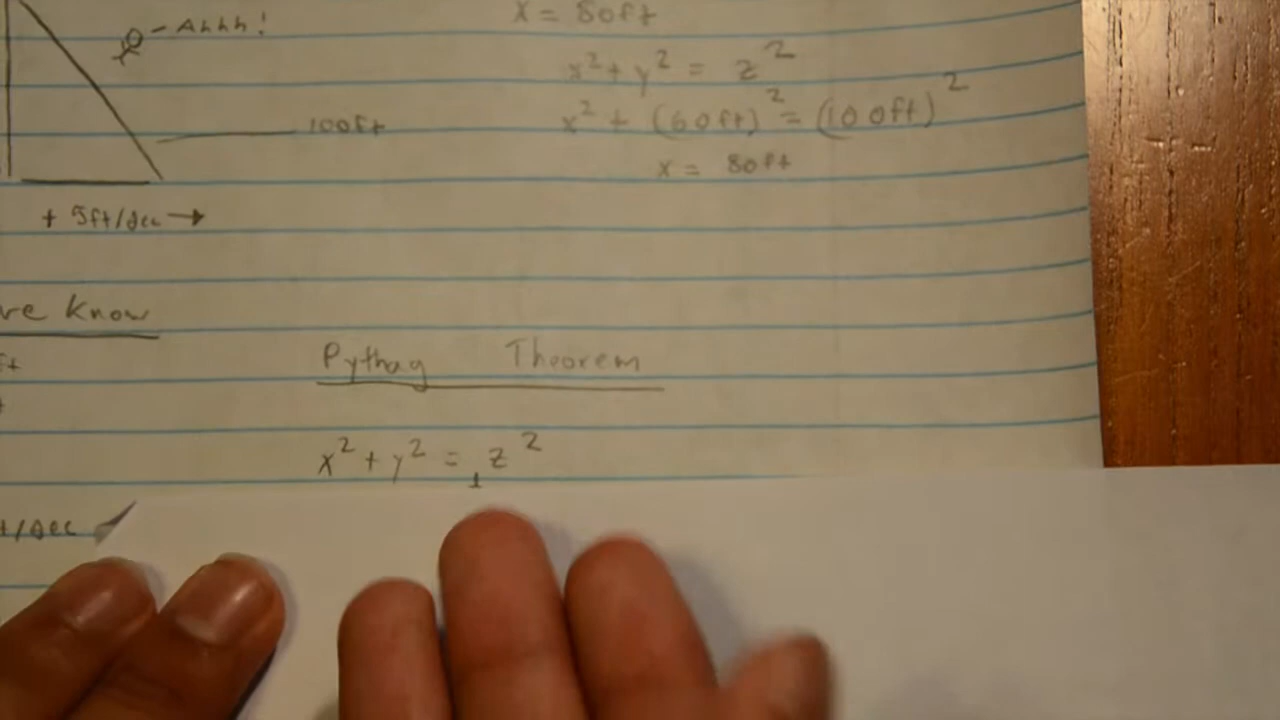 x = 80ft
- Ahhh!
x² + y² = z²
x² + (60ft)² = (100ft)²
100ft
x = 80ft
+ 5ft/sec →
Know
Pythag Theorem
x² + y² = z²
t/sec